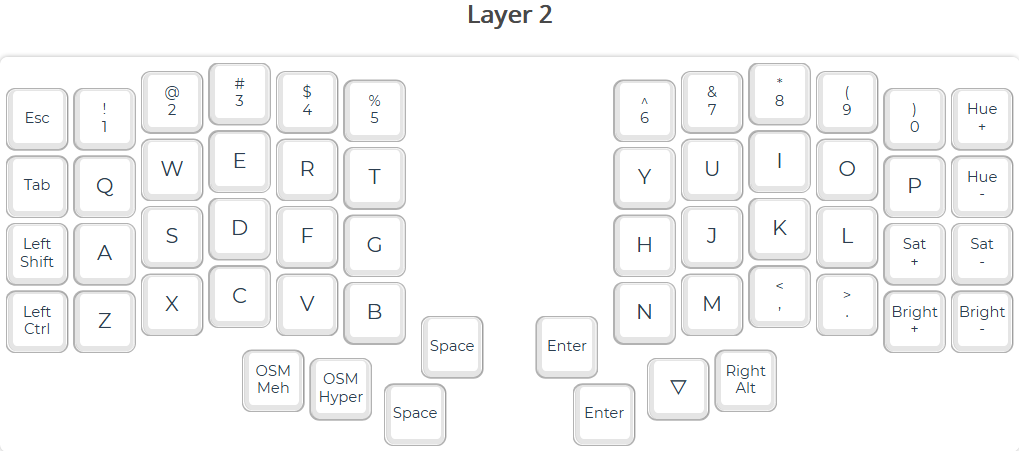 Layer 2
Esc
!
1
@
2
#
3
$
4
%
5
^
6
&
7
*
8
(
9
)
0
Hue
+
Tab
Q
W
E
R
T
Y
U
I
O
P
Hue
-
Left
Shift
A
S
D
F
G
H
J
K
L
Sat
+
Sat
-
Left
Ctrl
Z
X
C
V
B
N
M
<
,
>
.
Bright
+
Bright
-
Space
Enter
OSM
Meh
OSM
Hyper
Space
Enter
▽
Right
Alt